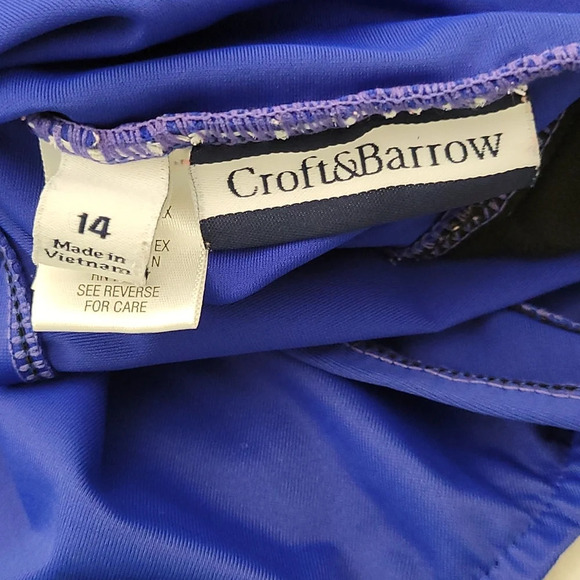 Croft&Barrow
14
Made in
Vietnam
SEE REVERSE
FOR CARE